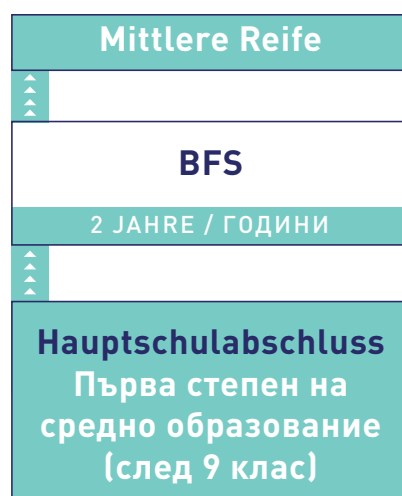 Mittlere Reife
BFS
2 JAHRE / ГОДИНИ
Hauptschulabschluss
Първа степен на
средно образование
(след 9 клас)